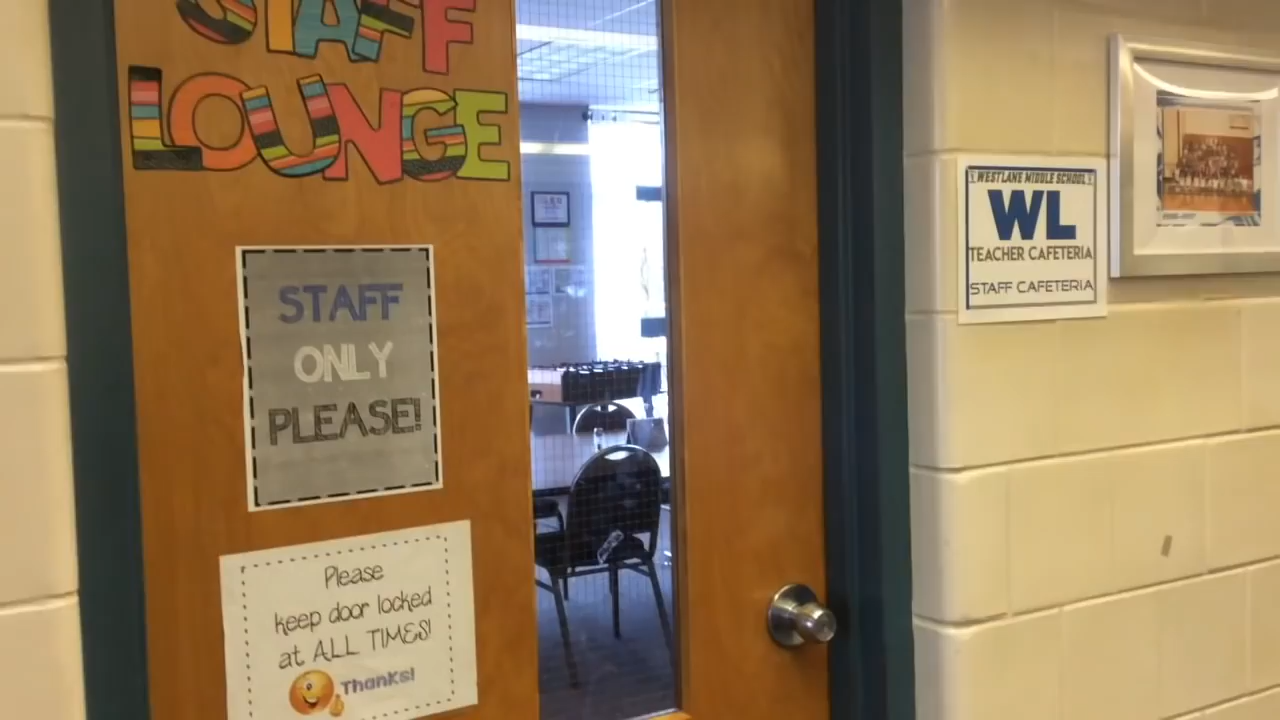 STAFF
LOUNGE
STAFF
ONLY
PLEASE!
Please
keep door locked
at ALL TIMES!
Thanks!
WESTLANE MIDDLE SCHOOL
WL
TEACHER CAFETERIA
STAFF CAFETERIA